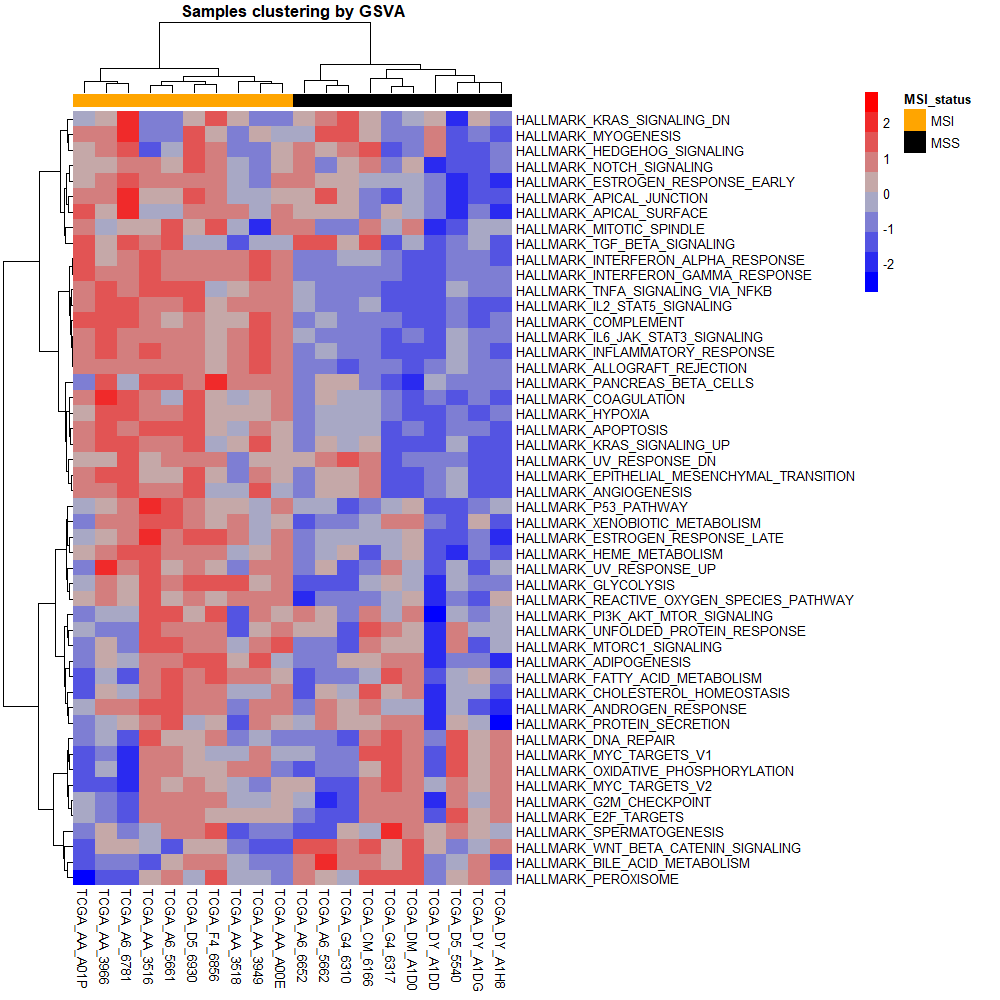 Samples clustering by GSVA
MSI_status
MSI
MSS
2
1
0
-1
-2
HALLMARK_KRAS_SIGNALING_DN
HALLMARK_MYOGENESIS
HALLMARK_HEDGEHOG_SIGNALING
HALLMARK_NOTCH_SIGNALING
HALLMARK_ESTROGEN_RESPONSE_EARLY
HALLMARK_APICAL_JUNCTION
HALLMARK_APICAL_SURFACE
HALLMARK_MITOTIC_SPINDLE
HALLMARK_TGF_BETA_SIGNALING
HALLMARK_INTERFERON_ALPHA_RESPONSE
HALLMARK_INTERFERON_GAMMA_RESPONSE
HALLMARK_TNFA_SIGNALING_VIA_NFKB
HALLMARK_IL2_STAT5_SIGNALING
HALLMARK_COMPLEMENT
HALLMARK_IL6_JAK_STAT3_SIGNALING
HALLMARK_INFLAMMATORY_RESPONSE
HALLMARK_ALLOGRAFT_REJECTION
HALLMARK_PANCREAS_BETA_CELLS
HALLMARK_COAGULATION
HALLMARK_HYPOXIA
HALLMARK_APOPTOSIS
HALLMARK_KRAS_SIGNALING_UP
HALLMARK_UV_RESPONSE_DN
HALLMARK_EPITHELIAL_MESENCHYMAL_TRANSITION
HALLMARK_ANGIOGENESIS
HALLMARK_P53_PATHWAY
HALLMARK_XENOBIOTIC_METABOLISM
HALLMARK_ESTROGEN_RESPONSE_LATE
HALLMARK_HEME_METABOLISM
HALLMARK_UV_RESPONSE_UP
HALLMARK_GLYCOLYSIS
HALLMARK_REACTIVE_OXYGEN_SPECIES_PATHWAY
HALLMARK_PI3K_AKT_MTOR_SIGNALING
HALLMARK_UNFOLDED_PROTEIN_RESPONSE
HALLMARK_MTORC1_SIGNALING
HALLMARK_ADIPOGENESIS
HALLMARK_FATTY_ACID_METABOLISM
HALLMARK_CHOLESTEROL_HOMEOSTASIS
HALLMARK_ANDROGEN_RESPONSE
HALLMARK_PROTEIN_SECRETION
HALLMARK_DNA_REPAIR
HALLMARK_MYC_TARGETS_V1
HALLMARK_OXIDATIVE_PHOSPHORYLATION
HALLMARK_MYC_TARGETS_V2
HALLMARK_G2M_CHECKPOINT
HALLMARK_E2F_TARGETS
HALLMARK_SPERMATOGENESIS
HALLMARK_WNT_BETA_CATENIN_SIGNALING
HALLMARK_BILE_ACID_METABOLISM
HALLMARK_PEROXISOME
TCGA_AA_A01P
TCGA_AA_3966
TCGA_A6_6781
TCGA_AA_3516
TCGA_A6_5661
TCGA_D5_6930
TCGA_F4_6856
TCGA_AA_3518
TCGA_AA_3949
TCGA_AA_A00E
TCGA_A6_6652
TCGA_A6_5662
TCGA_G4_6310
TCGA_CM_6166
TCGA_G4_6317
TCGA_DM_A1D0
TCGA_DY_A1DD
TCGA_D5_5540
TCGA_DY_A1DG
TCGA_DY_A1H8